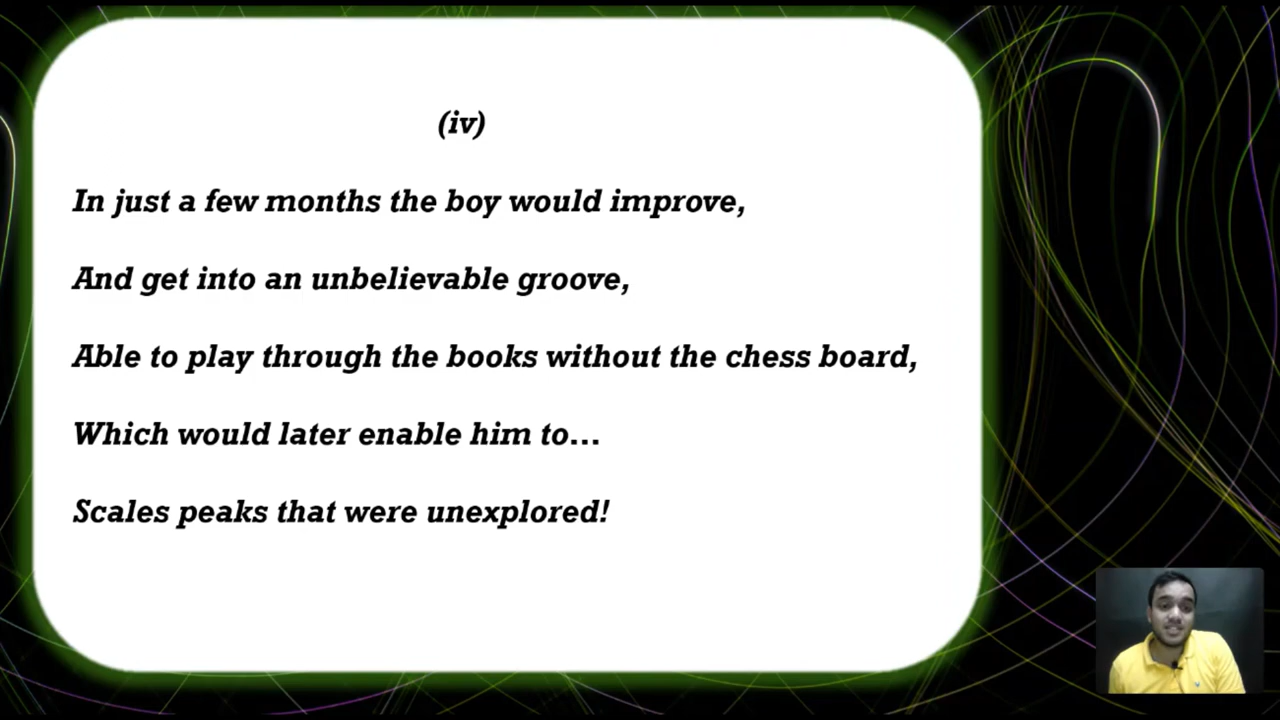 (iv)
In just a few months the boy would improve,
And get into an unbelievable groove,
Able to play through the books without the chess board,
Which would later enable him to...
Scales peaks that were unexplored!